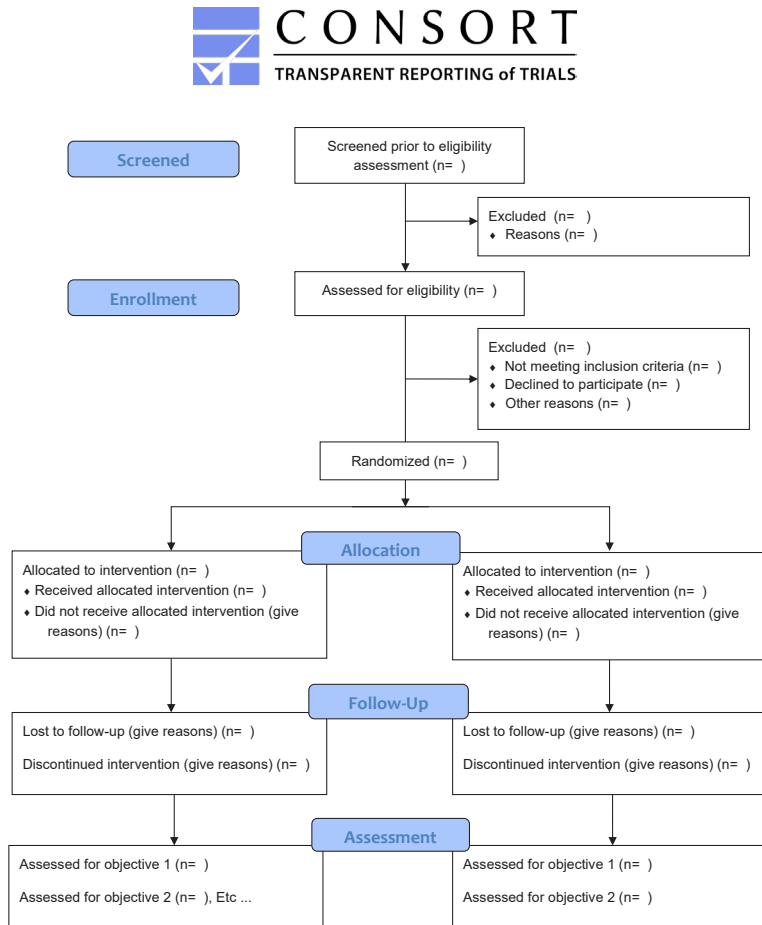 CONSORT
TRANSPARENT REPORTING of TRIALS
Screened
Screened prior to eligibility
assessment (n=  )
Excluded  (n=   )
♦ Reasons (n=  )
Enrollment
Assessed for eligibility (n=  )
Excluded  (n=   )
♦ Not meeting inclusion criteria (n=  )
♦ Declined to participate (n=  )
♦ Other reasons (n=  )
Randomized (n=  )
Allocation
Allocated to intervention (n=  )
♦ Received allocated intervention (n=  )
♦ Did not receive allocated intervention (give
reasons) (n=  )
Allocated to intervention (n=  )
♦ Received allocated intervention (n=  )
♦ Did not receive allocated intervention (give
reasons) (n=  )
Follow-Up
Lost to follow-up (give reasons) (n=  )
Discontinued intervention (give reasons) (n=  )
Lost to follow-up (give reasons) (n=  )
Discontinued intervention (give reasons) (n=  )
Assessment
Assessed for objective 1 (n=  )
Assessed for objective 2 (n=  ), Etc ...
Assessed for objective 1 (n=  )
Assessed for objective 2 (n=  )